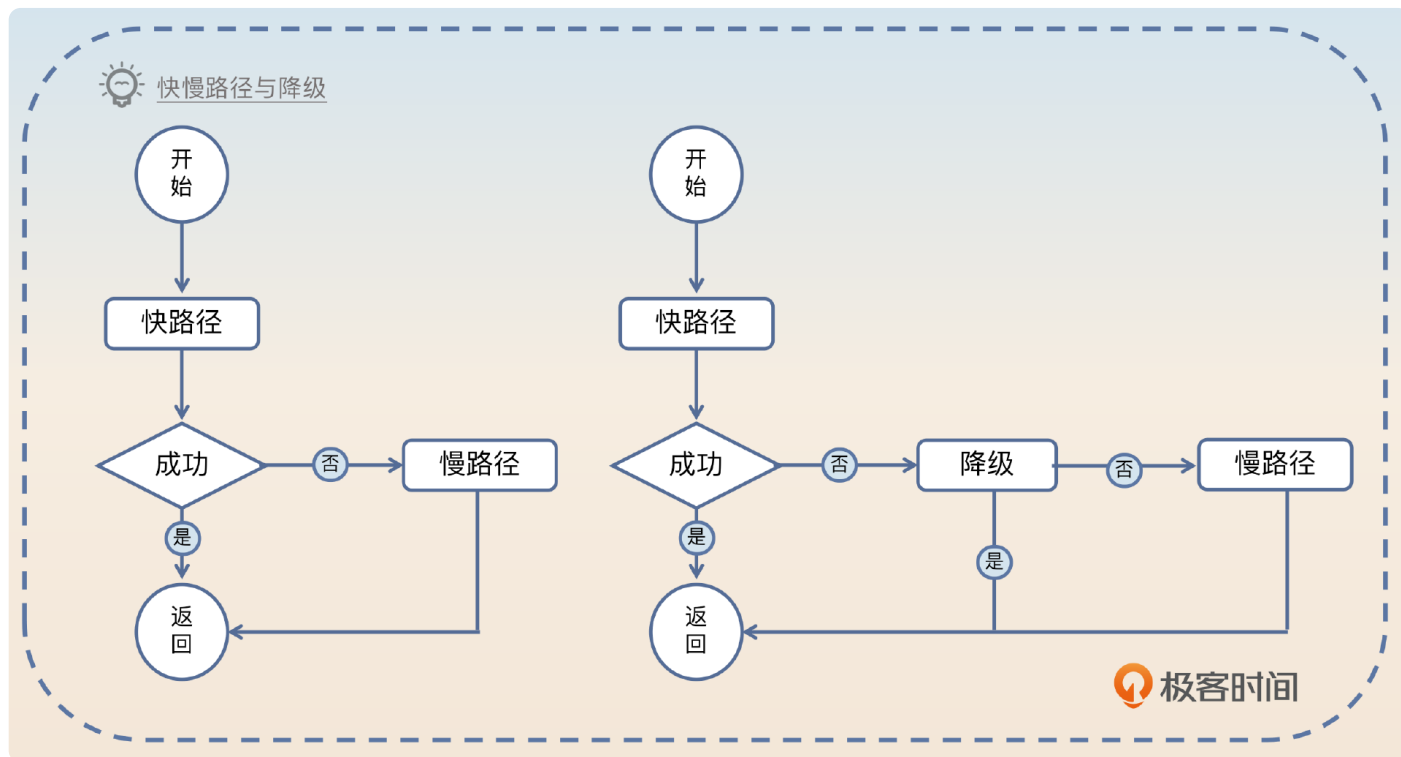 快慢路径与降级
开
始
快路径
成功
否
慢路径
是
返
回
开
始
快路径
成功
否
降级
否
慢路径
是
是
返
回
极客时间